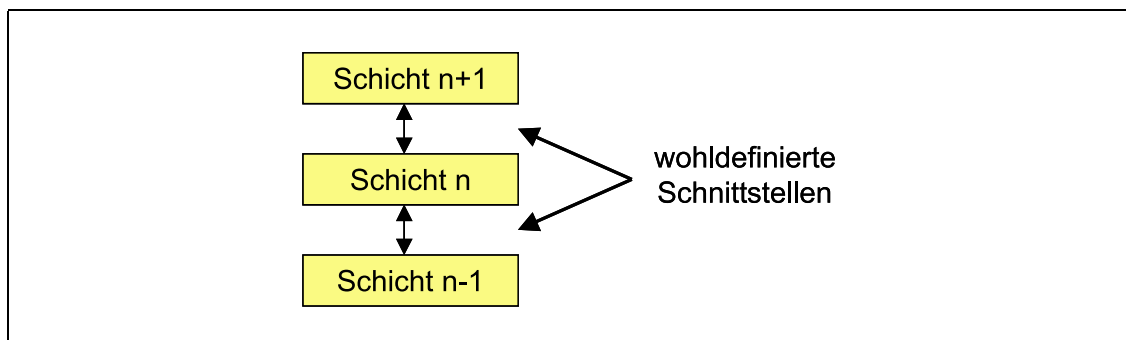 Schicht n+1
Schicht n
wohldefinierte
Schnittstellen
Schicht n-1